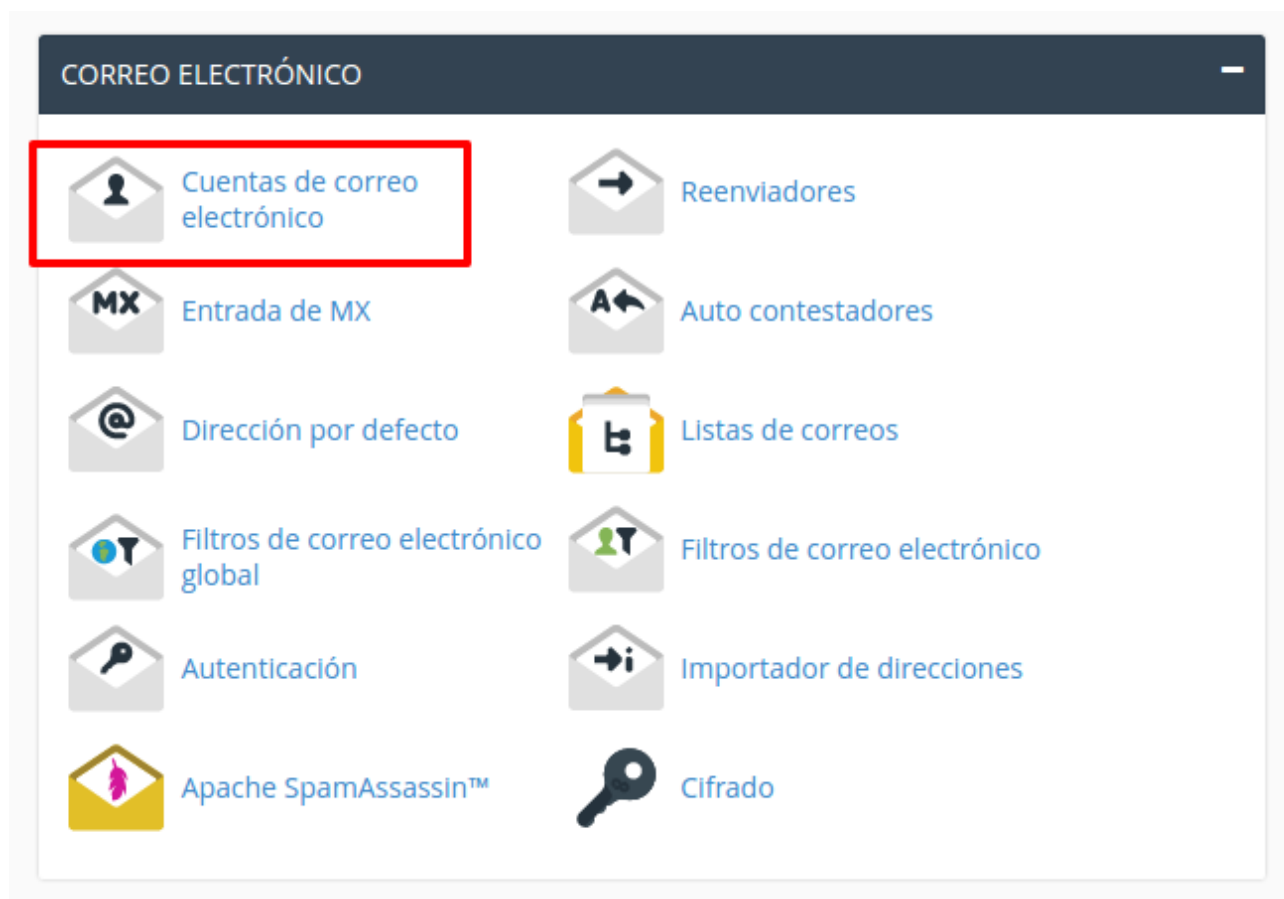 CORREO ELECTRÓNICO
Cuentas de correo
electrónico
Reenviadores
MX
Entrada de MX
A
Auto contestadores
@
Dirección por defecto
Listas de correos
Filtros de correo electrónico
global
Filtros de correo electrónico
Autenticación
i
Importador de direcciones
Apache SpamAssassin™
Cifrado